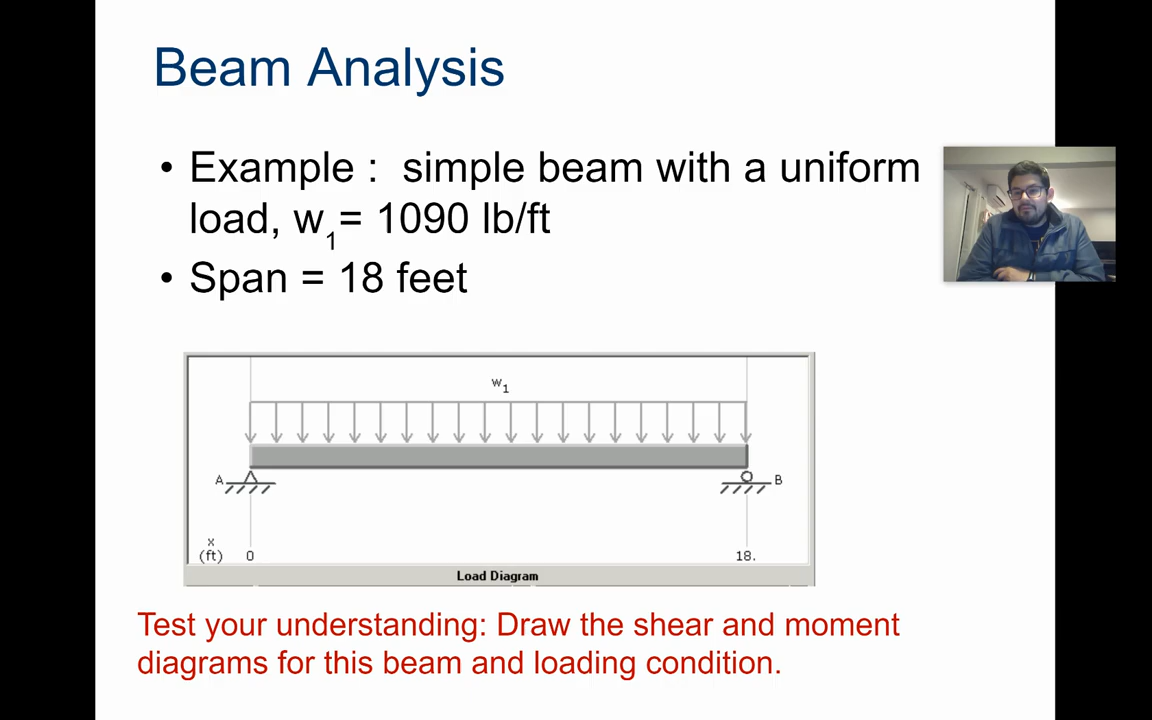 Beam Analysis
• Example :  simple beam with a uniform
load, w1= 1090 lb/ft
• Span = 18 feet
w1
A
B
x
(ft) 0 18.
Load Diagram
Test your understanding: Draw the shear and moment
diagrams for this beam and loading condition.